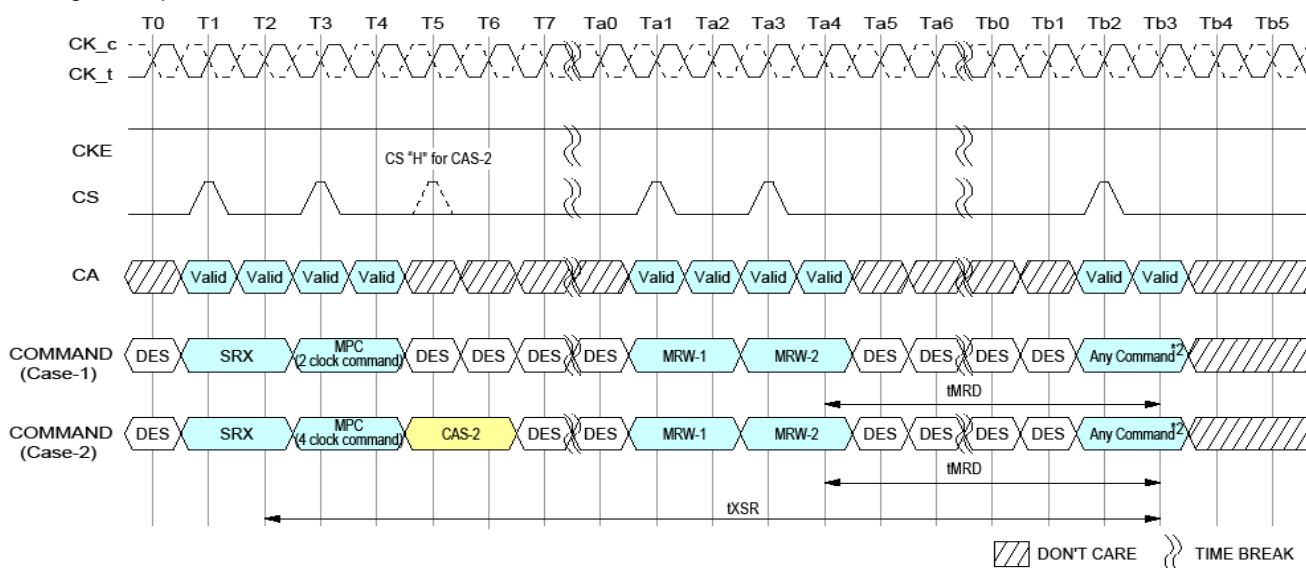 T0 T1 T2 T3 T4 T5 T6 T7 Ta0 Ta1 Ta2 Ta3 Ta4 Ta5 Ta6 Tb0 Tb1 Tb2 Tb3 Tb4 Tb5
CK_c
CK_t
CKE
CS "H" for CAS-2
CS
CA Valid Valid Valid Valid Valid Valid Valid Valid Valid Valid
COMMAND (Case-1) DES SRX MPC (2 clock command) DES DES DES DES MRW-1 MRW-2 DES DES DES DES Any Command*2
tMRD
COMMAND (Case-2) DES SRX MPC (4 clock command) CAS-2 DES DES MRW-1 MRW-2 DES DES DES DES Any Command*2
tMRD
tXSR
DON'T CARE TIME BREAK